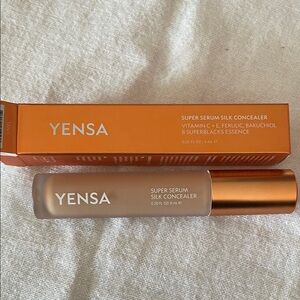 YENSA
SUPER SERUM SILK CONCEALER
VITAMIN C + E, FERULIC, BAKUCHIOL
& SUPERBLACKS ESSENCE
YENSA
SUPER SERUM
SILK CONCEALER